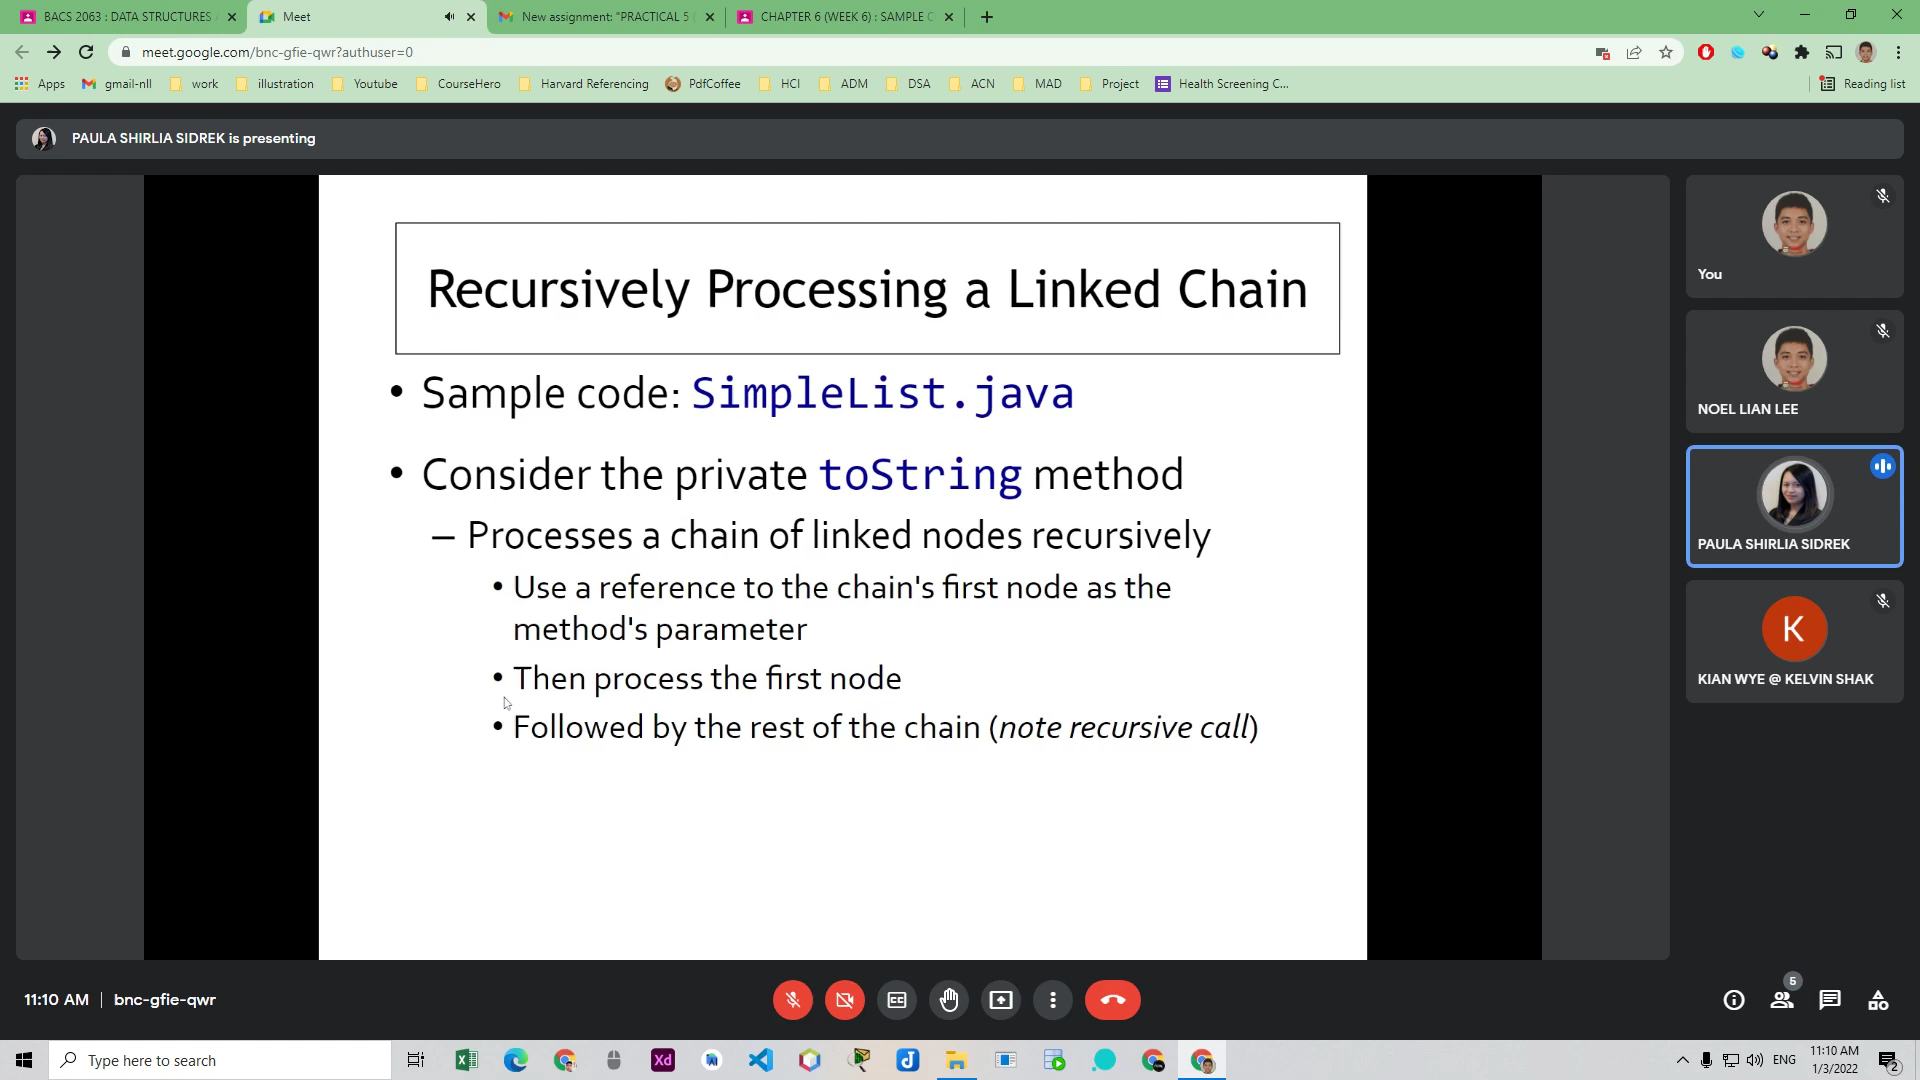 BACS 2063 : DATA STRUCTURES
Meet
New assignment: "PRACTICAL 5
CHAPTER 6 (WEEK 6) : SAMPLE
meet.google.com/bnc-gfie-qwr?authuser=0
Apps
gmail-nll
work
illustration
Youtube
CourseHero
Harvard Referencing
PdfCoffee
HCI
ADM
DSA
ACN
MAD
Project
Health Screening C...
Reading list
PAULA SHIRLIA SIDREK is presenting
Recursively Processing a Linked Chain
• Sample code: SimpleList.java
• Consider the private toString method
– Processes a chain of linked nodes recursively
• Use a reference to the chain's first node as the
method's parameter
• Then process the first node
• Followed by the rest of the chain (note recursive call)
You
NOEL LIAN LEE
PAULA SHIRLIA SIDREK
K
KIAN WYE @ KELVIN SHAK
11:10 AM | bnc-gfie-qwr
5
Type here to search
Xd
ENG
11:10 AM
1/3/2022
2